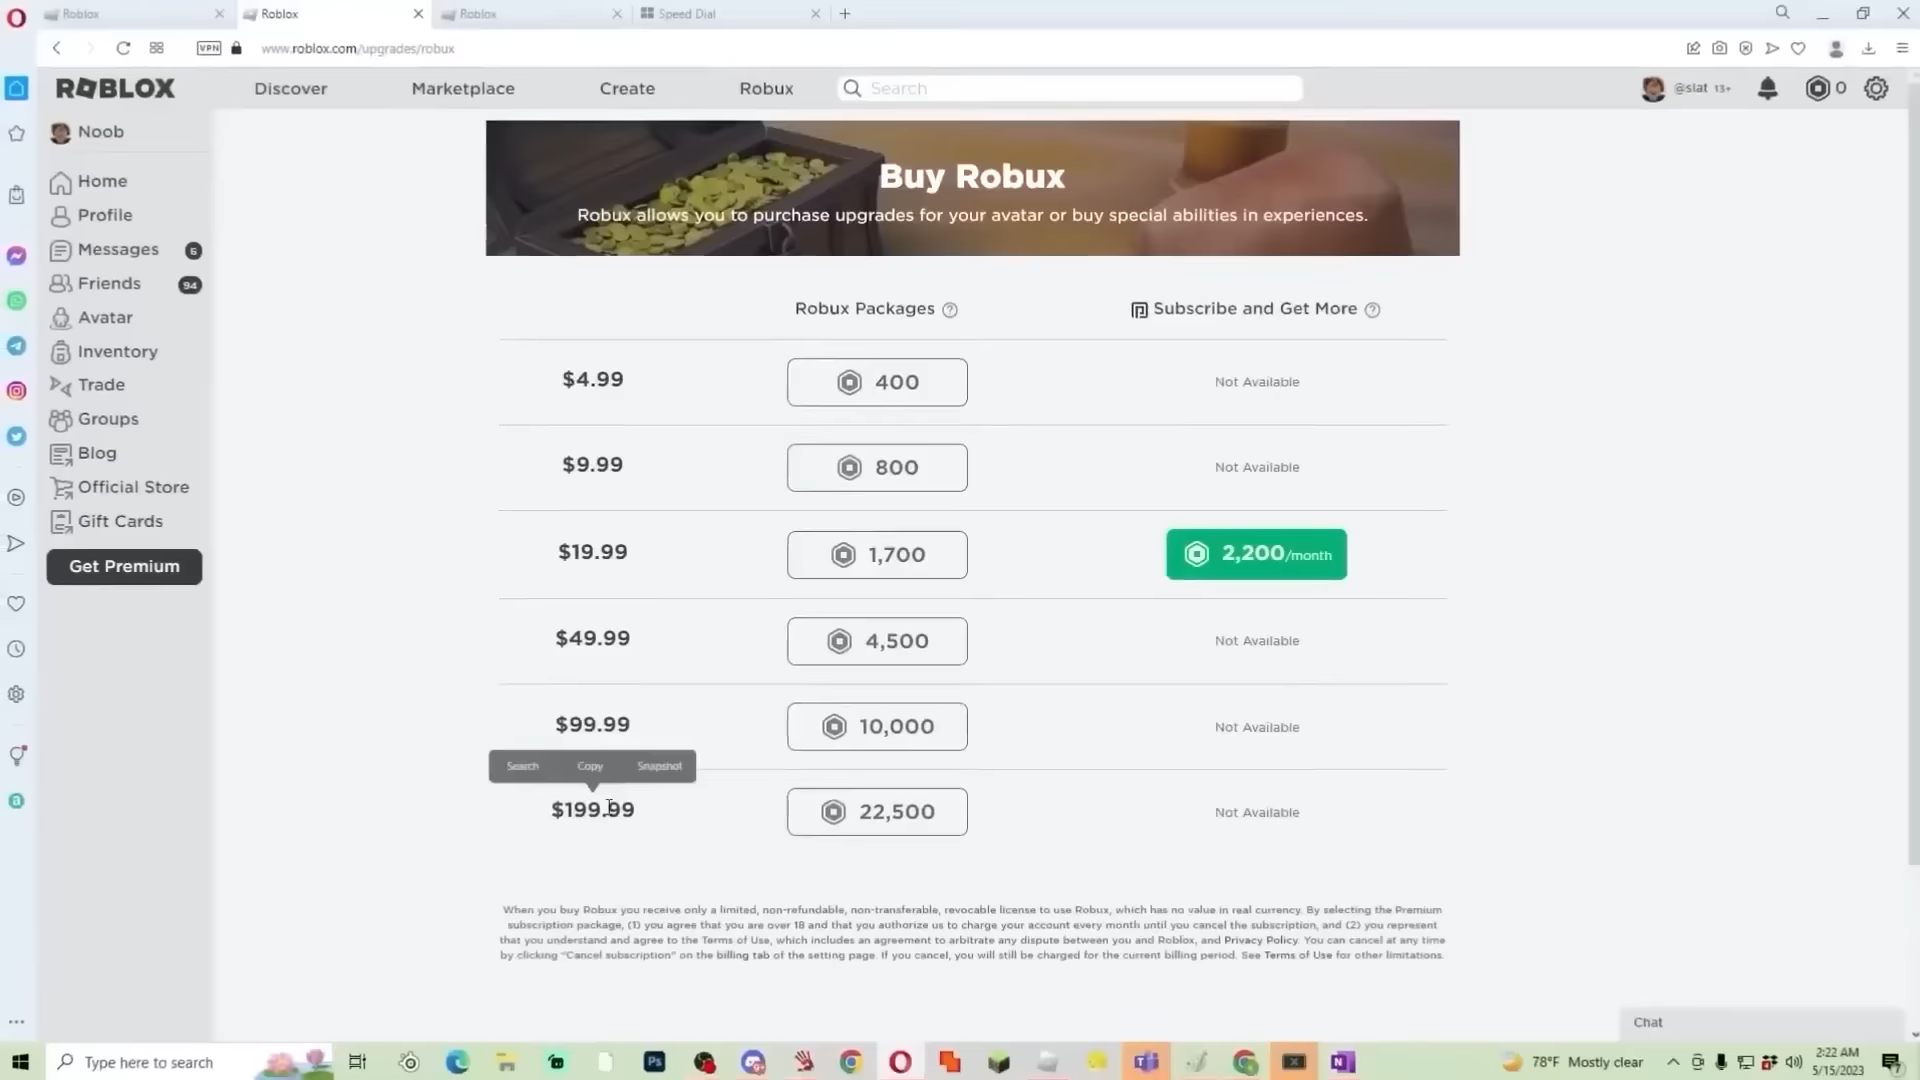 Roblox
Roblox
Roblox
Speed Dial
VPN
www.roblox.com/upgrades/robux
ROBLOX
Discover
Marketplace
Create
Robux
Search
@slat 13+
0
Noob
Home
Profile
Messages
6
Friends
94
Avatar
Inventory
Trade
Groups
Blog
Official Store
Gift Cards
Get Premium
Buy Robux
Robux allows you to purchase upgrades for your avatar or buy special abilities in experiences.
Robux Packages
Subscribe and Get More
$4.99
400
Not Available
$9.99
800
Not Available
$19.99
1,700
2,200/month
$49.99
4,500
Not Available
$99.99
10,000
Not Available
Search
Copy
Snapshot
$199.99
22,500
Not Available
When you buy Robux you receive only a limited, non-refundable, non-transferable, revocable license to use Robux, which has no value in real currency. By selecting the Premium
subscription package, (1) you agree that you are over 18 and that you authorize us to charge your account every month until you cancel the subscription, and (2) you represent
that you understand and agree to the Terms of Use, which includes an agreement to arbitrate any dispute between you and Roblox, and Privacy Policy. You can cancel at any time
by clicking "Cancel subscription" on the billing tab of the setting page. If you cancel, you will still be charged for the current billing period. See Terms of Use for other limitations.
Chat
Type here to search
Ps
78°F Mostly clear
2:22 AM
5/15/2023
7